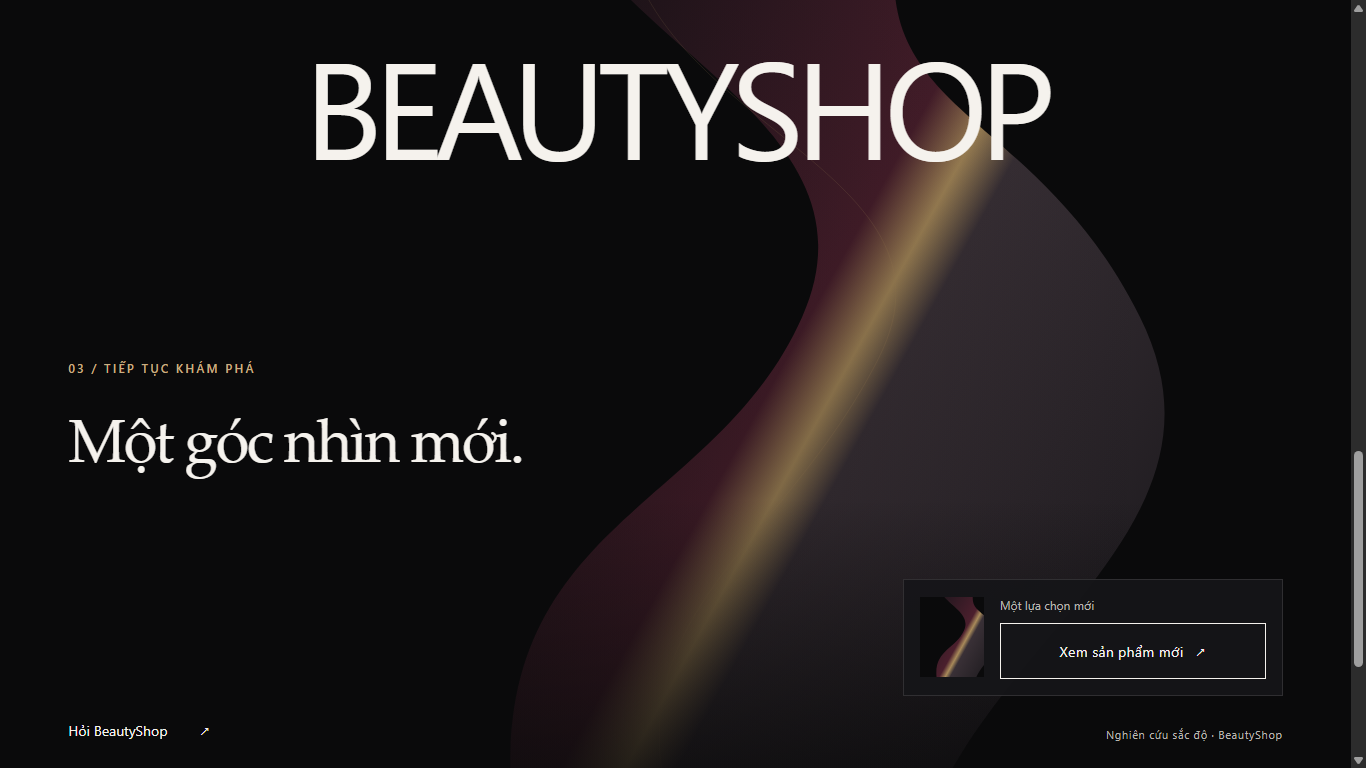 BEAUTYSHOP
03 / TIẾP TỤC KHÁM PHÁ
Một góc nhìn mới.
Một lựa chọn mới
Xem sản phẩm mới ↗
Hỏi BeautyShop ↗
Nghiên cứu sắc độ · BeautyShop